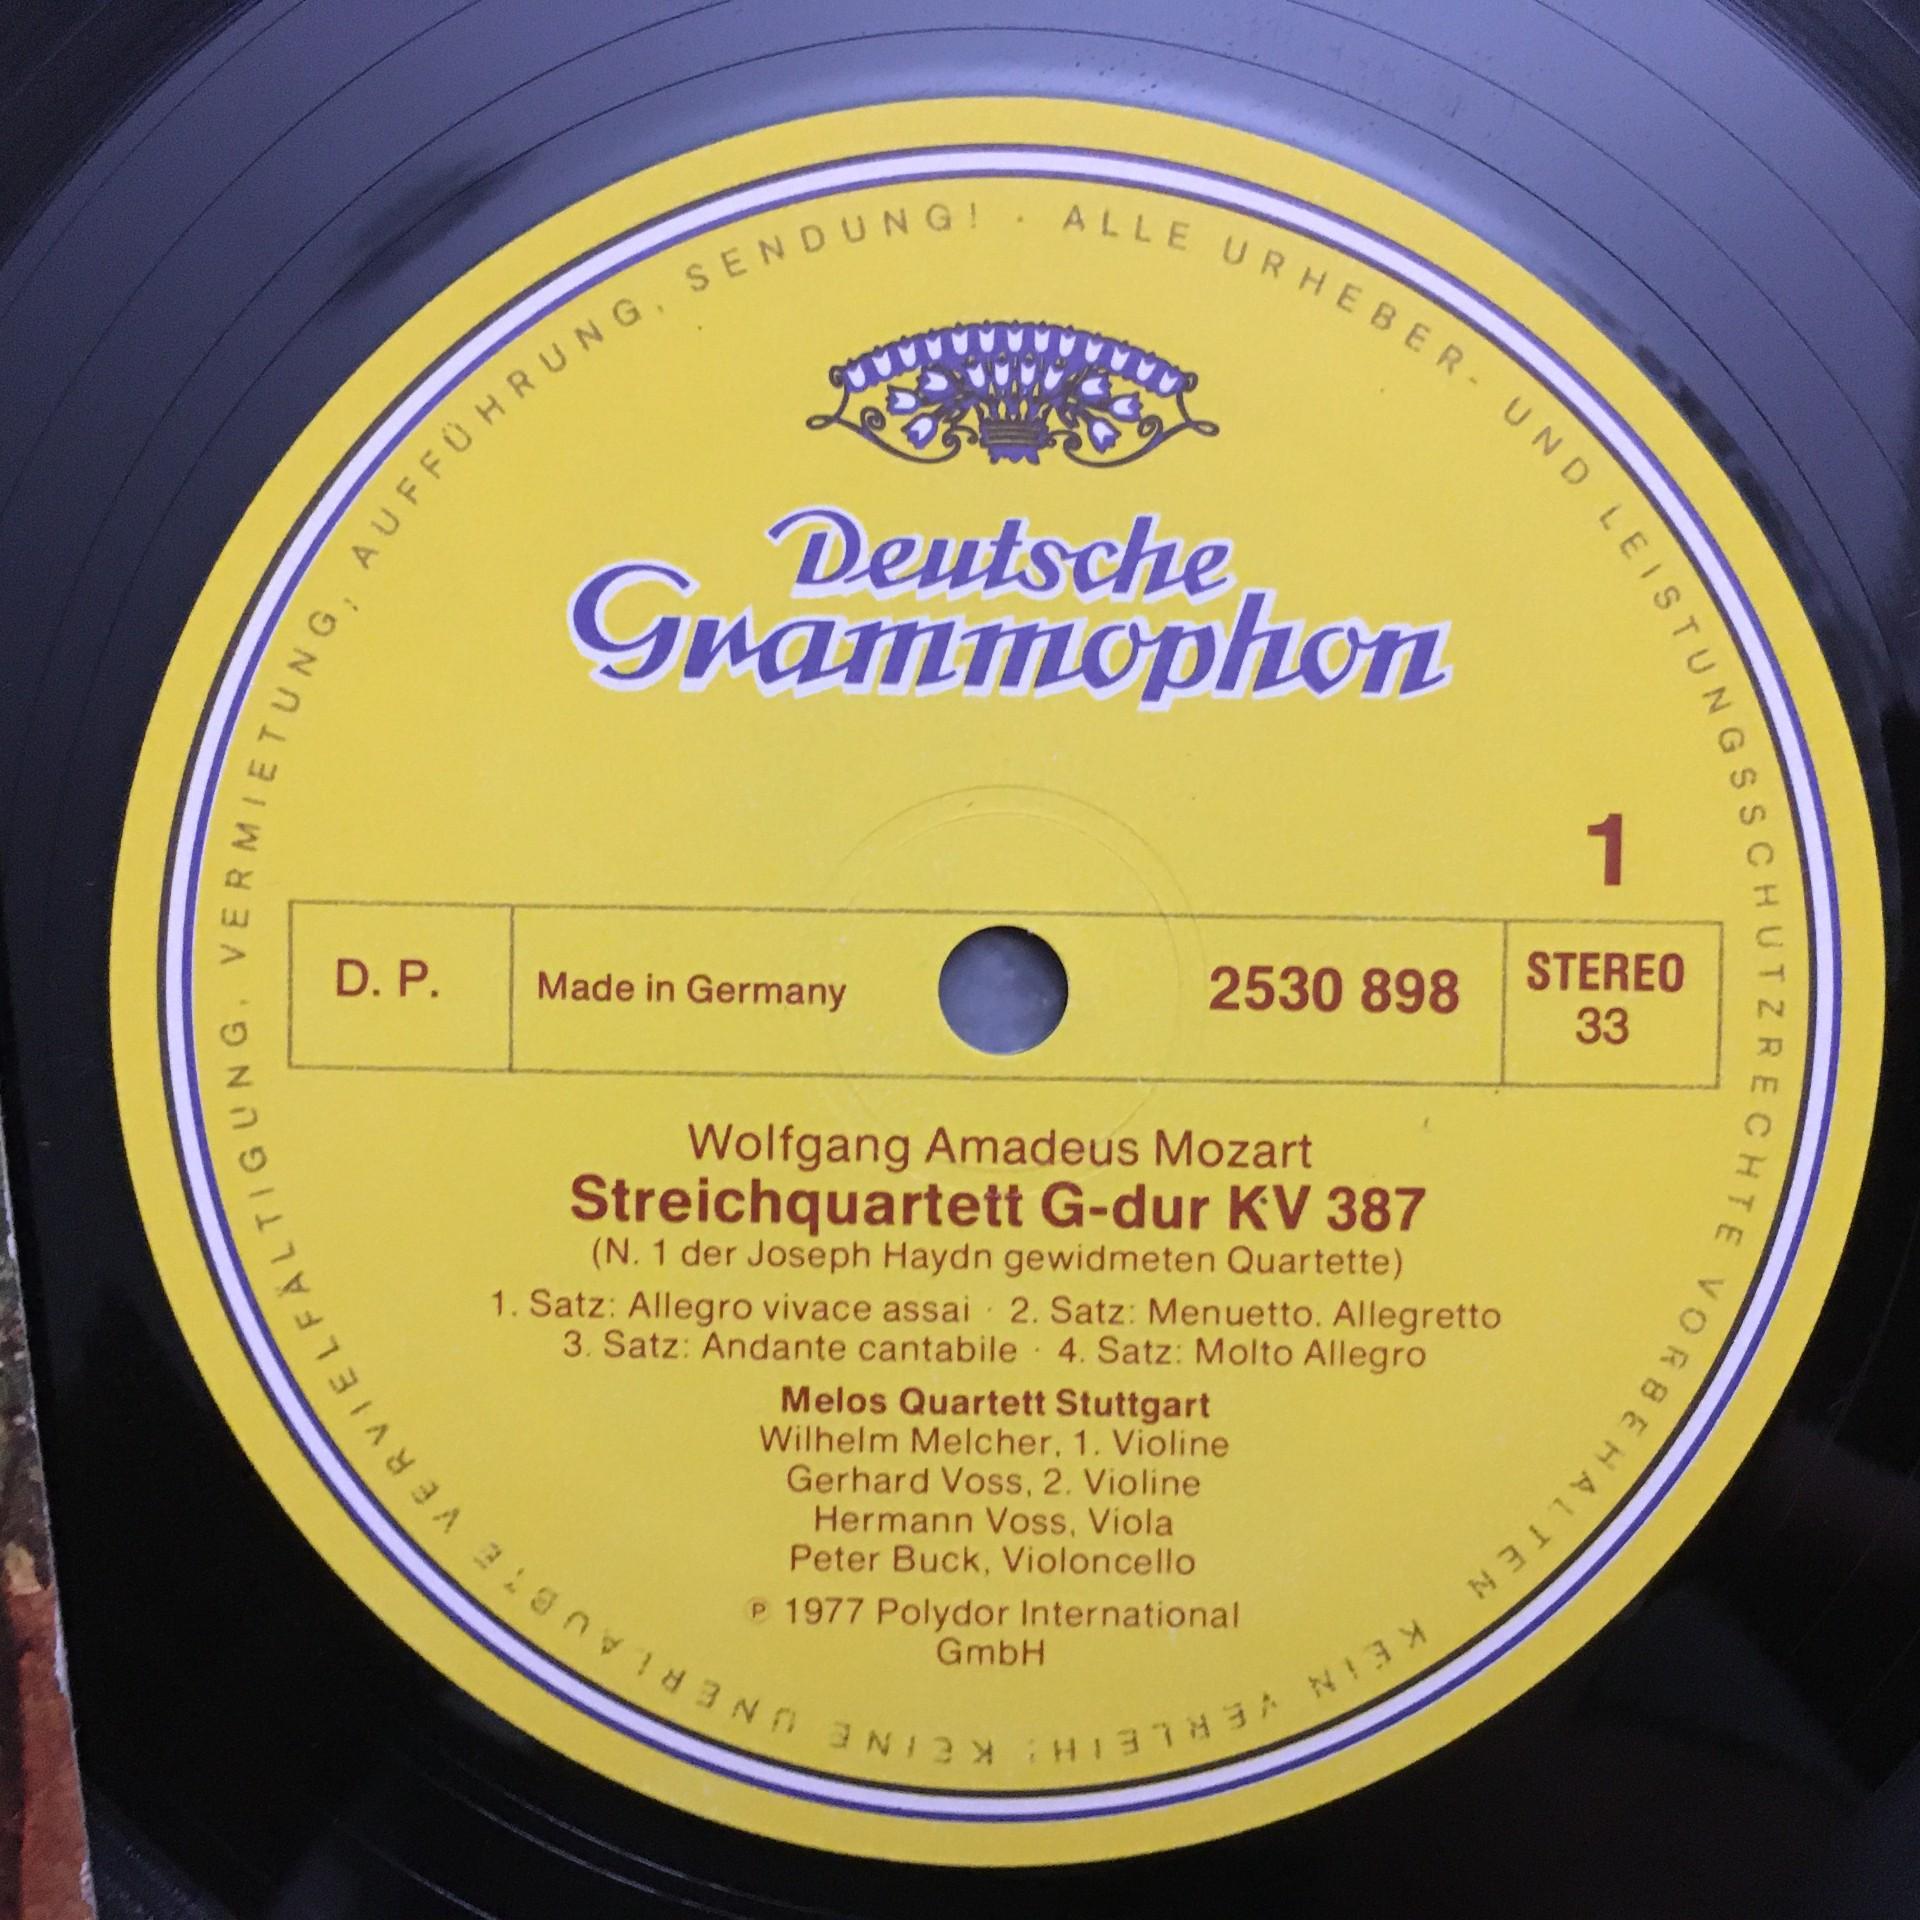 ALLE URHEBER- UND LEISTUNGSSCHUTZRECHTE VORBEHALTEN KEIN VERLEIH; KEINE UNERLAUBTE VERVIELFÄLTIGUNG, VERMIETUNG, AUFFÜHRUNG, SENDUNG! ·
Deutsche
Grammophon
1
D. P.
Made in Germany
2530 898
STEREO
33
Wolfgang Amadeus Mozart
Streichquartett G-dur KV 387
(N. 1 der Joseph Haydn gewidmeten Quartette)
1. Satz: Allegro vivace assai · 2. Satz: Menuetto. Allegretto
3. Satz: Andante cantabile · 4. Satz: Molto Allegro
Melos Quartett Stuttgart
Wilhelm Melcher, 1. Violine
Gerhard Voss, 2. Violine
Hermann Voss, Viola
Peter Buck, Violoncello
℗ 1977 Polydor International
GmbH